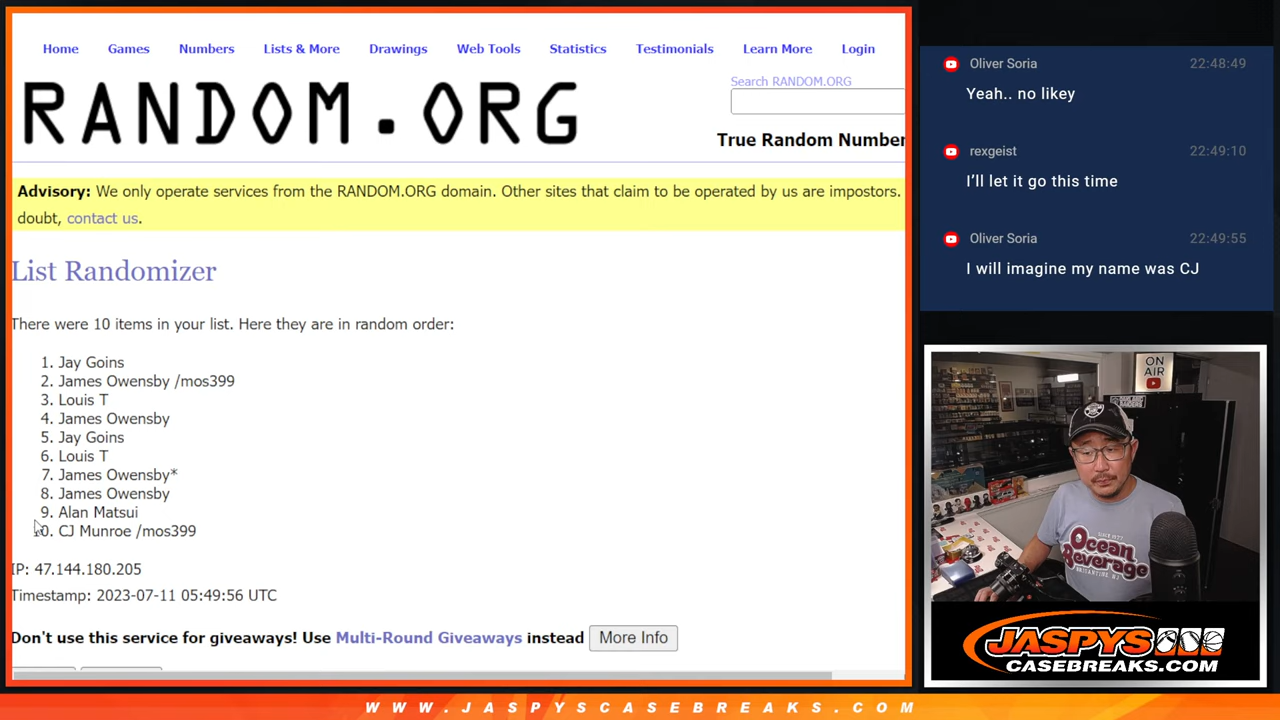 Home Games Numbers Lists & More Drawings Web Tools Statistics Testimonials Learn More Login
RANDOM.ORG
Search RANDOM.ORG
True Random Number
Advisory: We only operate services from the RANDOM.ORG domain. Other sites that claim to be operated by us are impostors.
doubt, contact us.
List Randomizer
There were 10 items in your list. Here they are in random order:
1. Jay Goins
2. James Owensby /mos399
3. Louis T
4. James Owensby
5. Jay Goins
6. Louis T
7. James Owensby*
8. James Owensby
9. Alan Matsui
10. CJ Munroe /mos399
IP: 47.144.180.205
Timestamp: 2023-07-11 05:49:56 UTC
Don't use this service for giveaways! Use Multi-Round Giveaways instead More Info
Oliver Soria 22:48:49
Yeah.. no likey
rexgeist 22:49:10
I'll let it go this time
Oliver Soria 22:49:55
I will imagine my name was CJ
ON
AIR
Ocean
Beverage
JASPYS
CASEBREAKS.COM
WWW.JASPYSCASEBREAKS.COM